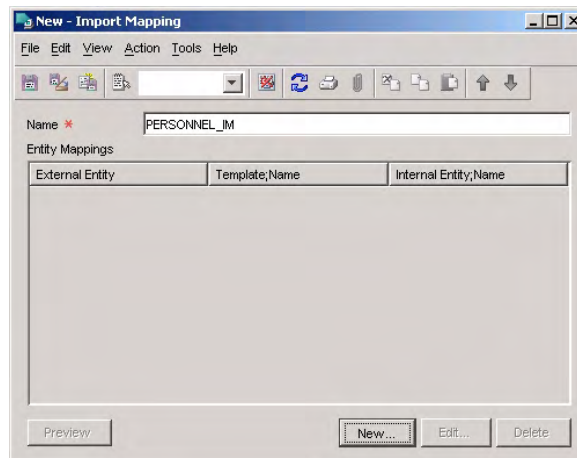 New - Import Mapping
File Edit View Action Tools Help
Name * PERSONNEL_IM
Entity Mappings
External Entity Template;Name Internal Entity;Name
Preview New... Edit... Delete